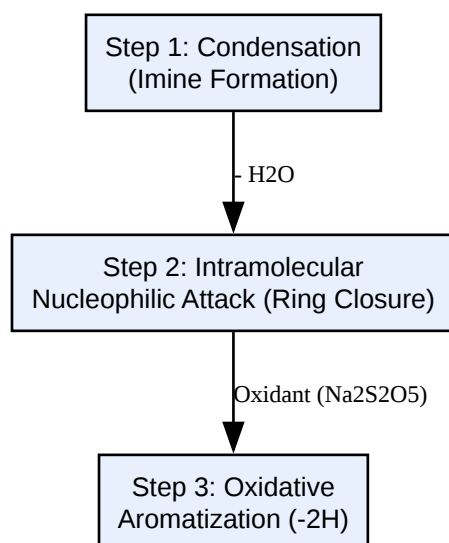 Step 1: Condensation
(Imine Formation)
- H2O
Step 2: Intramolecular
Nucleophilic Attack (Ring Closure)
Oxidant (Na2S2O5)
Step 3: Oxidative
Aromatization (-2H)